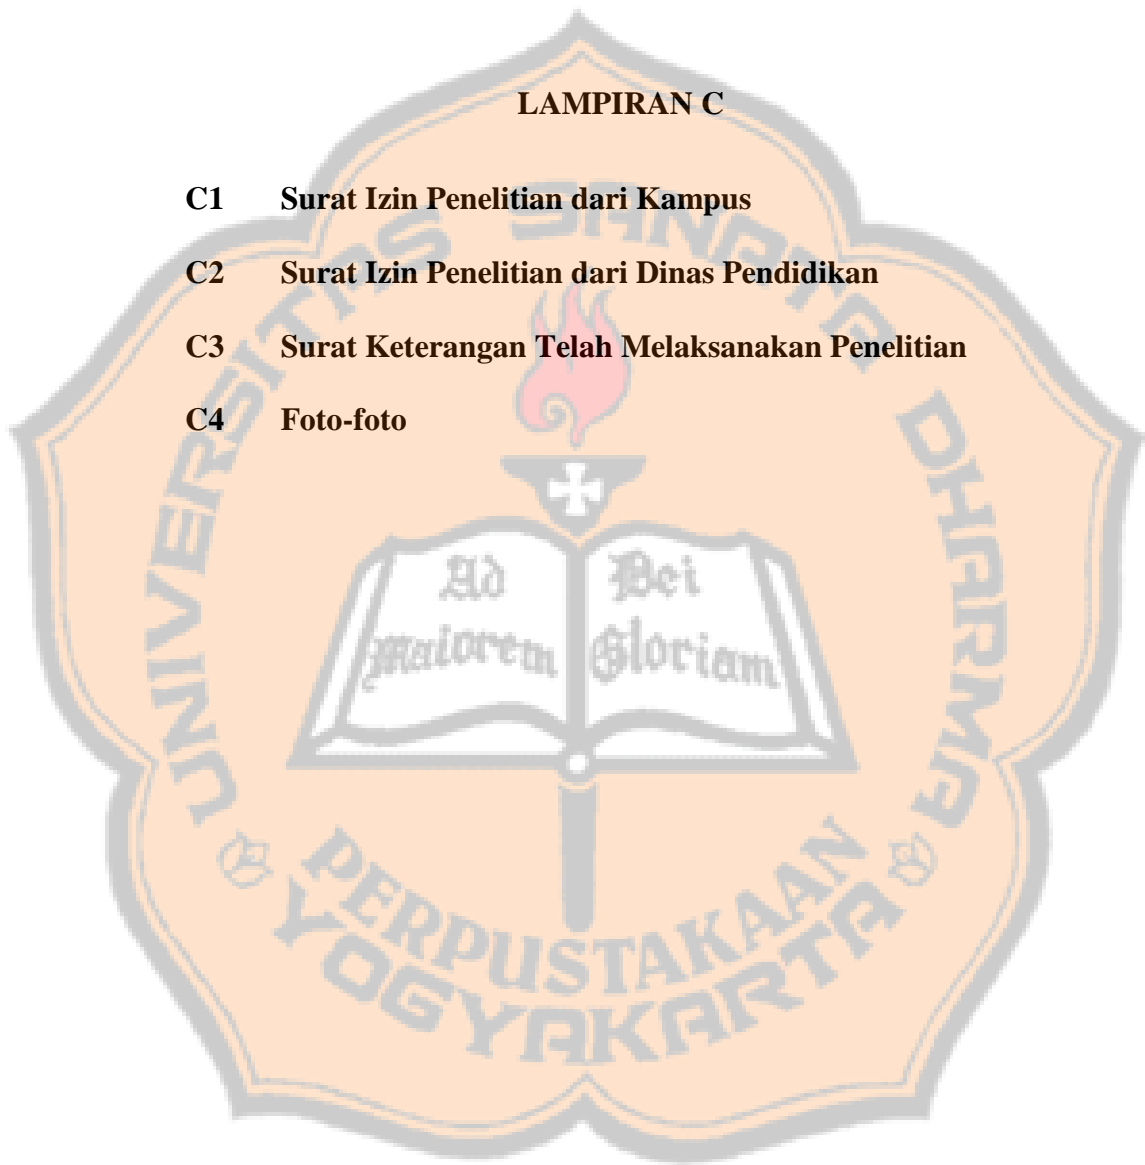 LAMPIRAN C
C1 Surat Izin Penelitian dari Kampus
C2 Surat Izin Penelitian dari Dinas Pendidikan
C3 Surat Keterangan Telah Melaksanakan Penelitian
C4 Foto-foto
UNIVERSITAS SANATA DHARMA
Ad Dei
Maiorem Gloriam
PERPUSTAKAAN
YOGYAKARTA